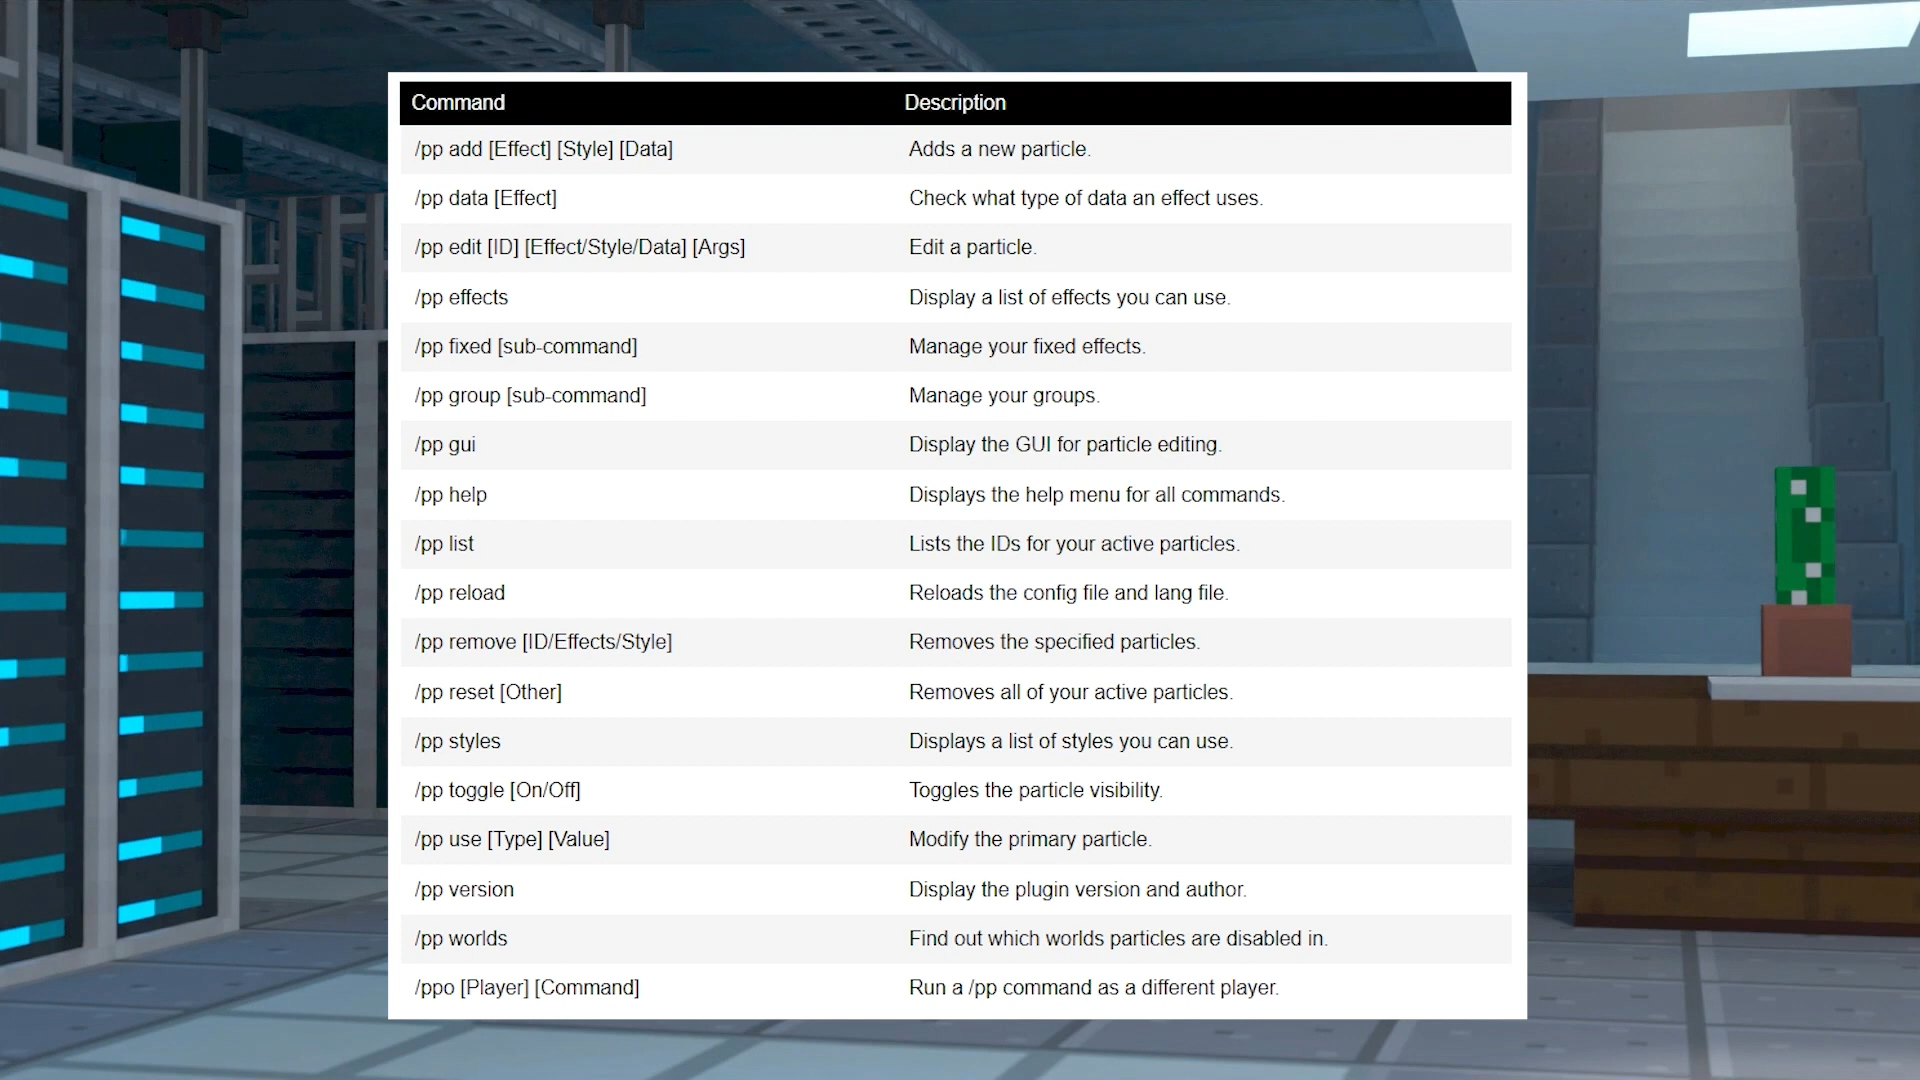 Command Description
/pp add [Effect] [Style] [Data] Adds a new particle.
/pp data [Effect] Check what type of data an effect uses.
/pp edit [ID] [Effect/Style/Data] [Args] Edit a particle.
/pp effects Display a list of effects you can use.
/pp fixed [sub-command] Manage your fixed effects.
/pp group [sub-command] Manage your groups.
/pp gui Display the GUI for particle editing.
/pp help Displays the help menu for all commands.
/pp list Lists the IDs for your active particles.
/pp reload Reloads the config file and lang file.
/pp remove [ID/Effects/Style] Removes the specified particles.
/pp reset [Other] Removes all of your active particles.
/pp styles Displays a list of styles you can use.
/pp toggle [On/Off] Toggles the particle visibility.
/pp use [Type] [Value] Modify the primary particle.
/pp version Display the plugin version and author.
/pp worlds Find out which worlds particles are disabled in.
/ppo [Player] [Command] Run a /pp command as a different player.